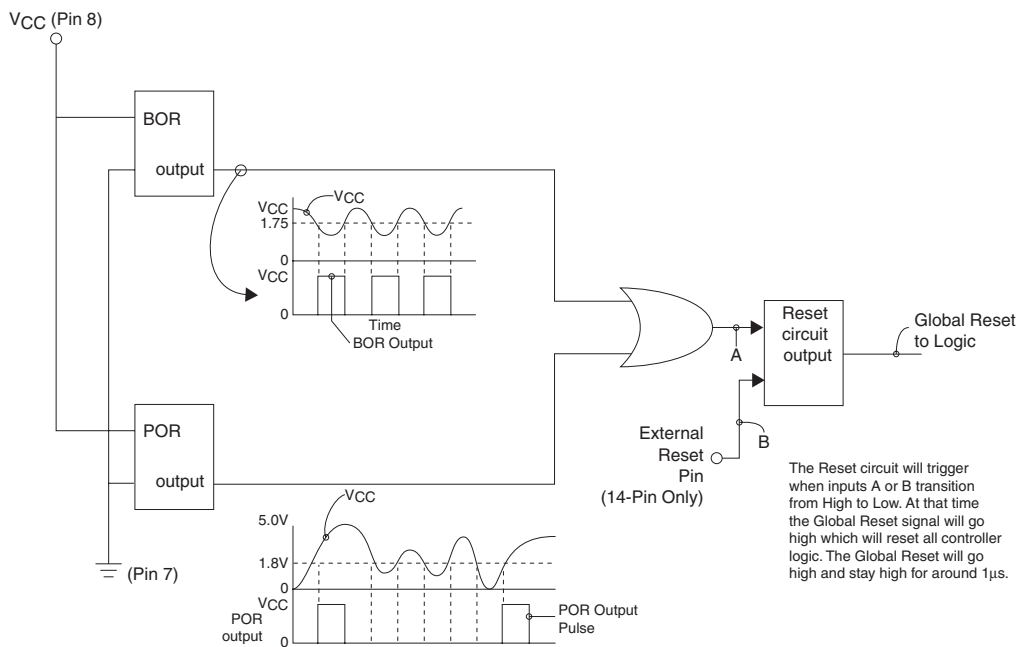 VCC (Pin 8)
BOR
output
VCC
VCC
1.75
0
VCC
0
Time
BOR Output
A
Reset
circuit
output
Global Reset
to Logic
B
External
Reset
Pin
(14-Pin Only)
POR
output
(Pin 7)
The Reset circuit will trigger
when inputs A or B transition
from High to Low. At that time
the Global Reset signal will go
high which will reset all controller
logic. The Global Reset will go
high and stay high for around 1μs.
VCC
5.0V
1.8V
0
VCC
POR
output
0
POR Output
Pulse